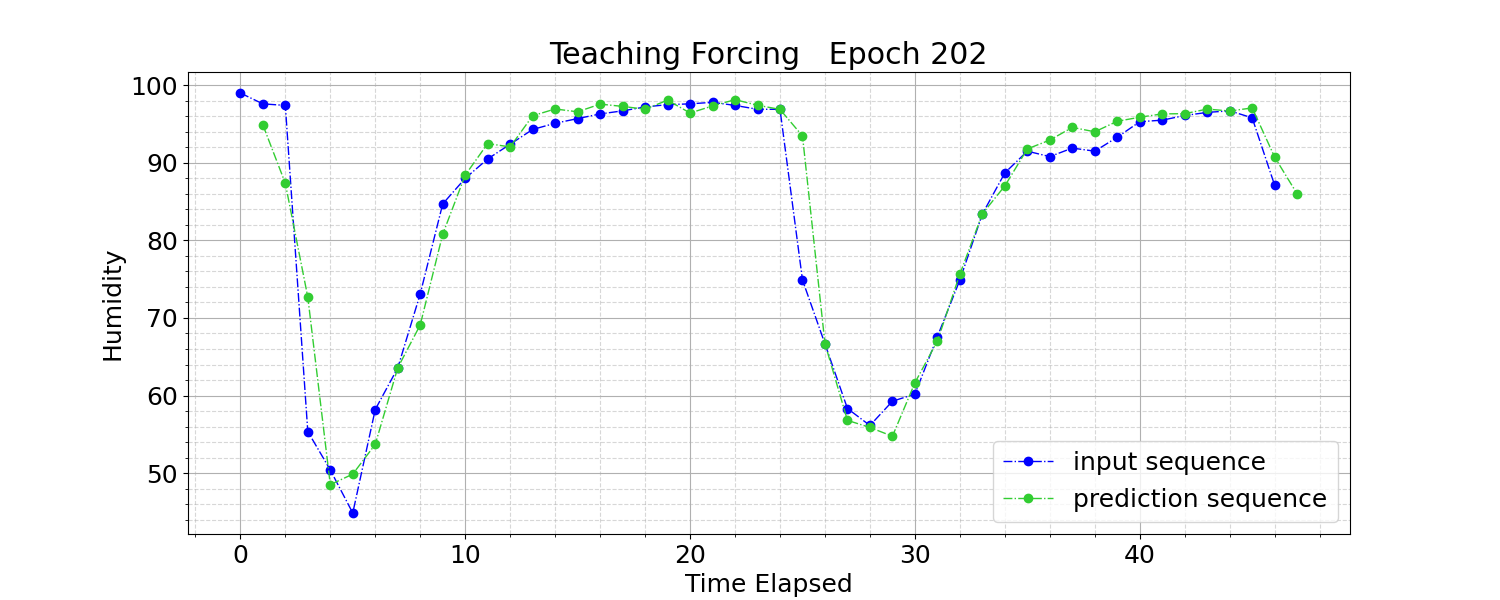 Teaching Forcing   Epoch 202
100
90
80
70
60
50
Humidity
0 10 20 30 40
Time Elapsed
input sequence
prediction sequence